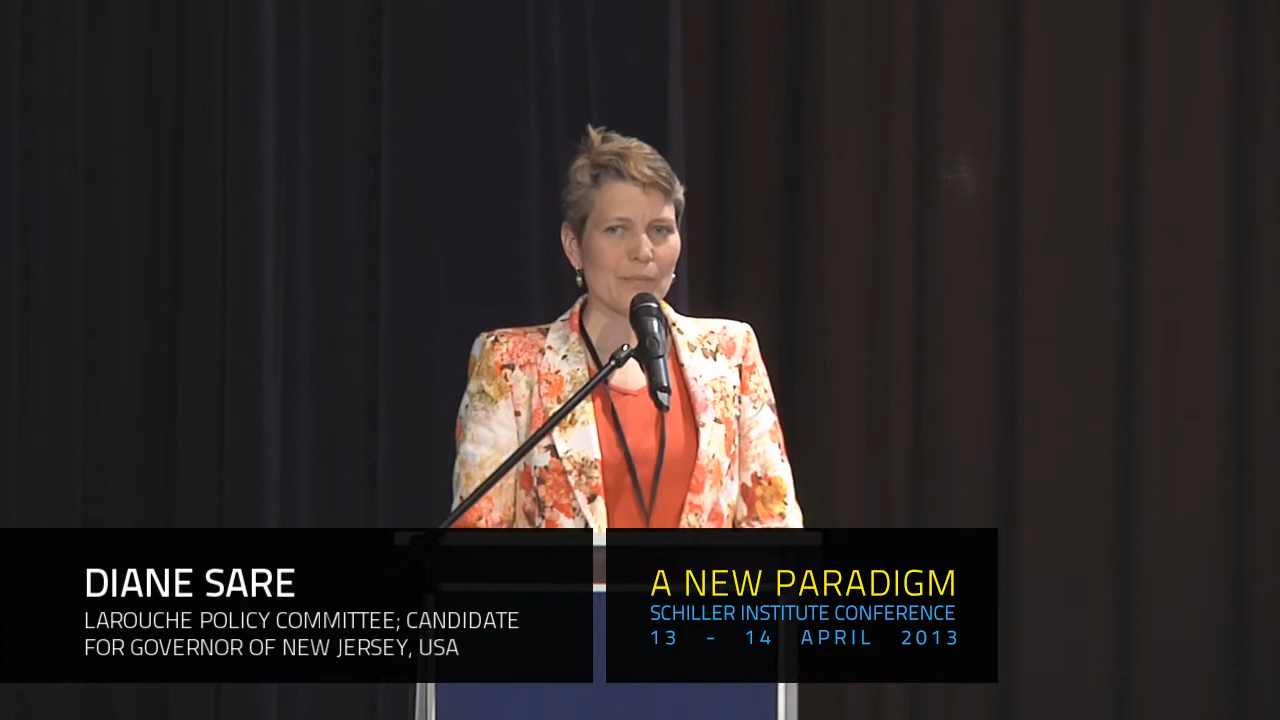 DIANE SARE
LAROUCHE POLICY COMMITTEE; CANDIDATE
FOR GOVERNOR OF NEW JERSEY, USA
A NEW PARADIGM
SCHILLER INSTITUTE CONFERENCE
13 - 14 APRIL 2013